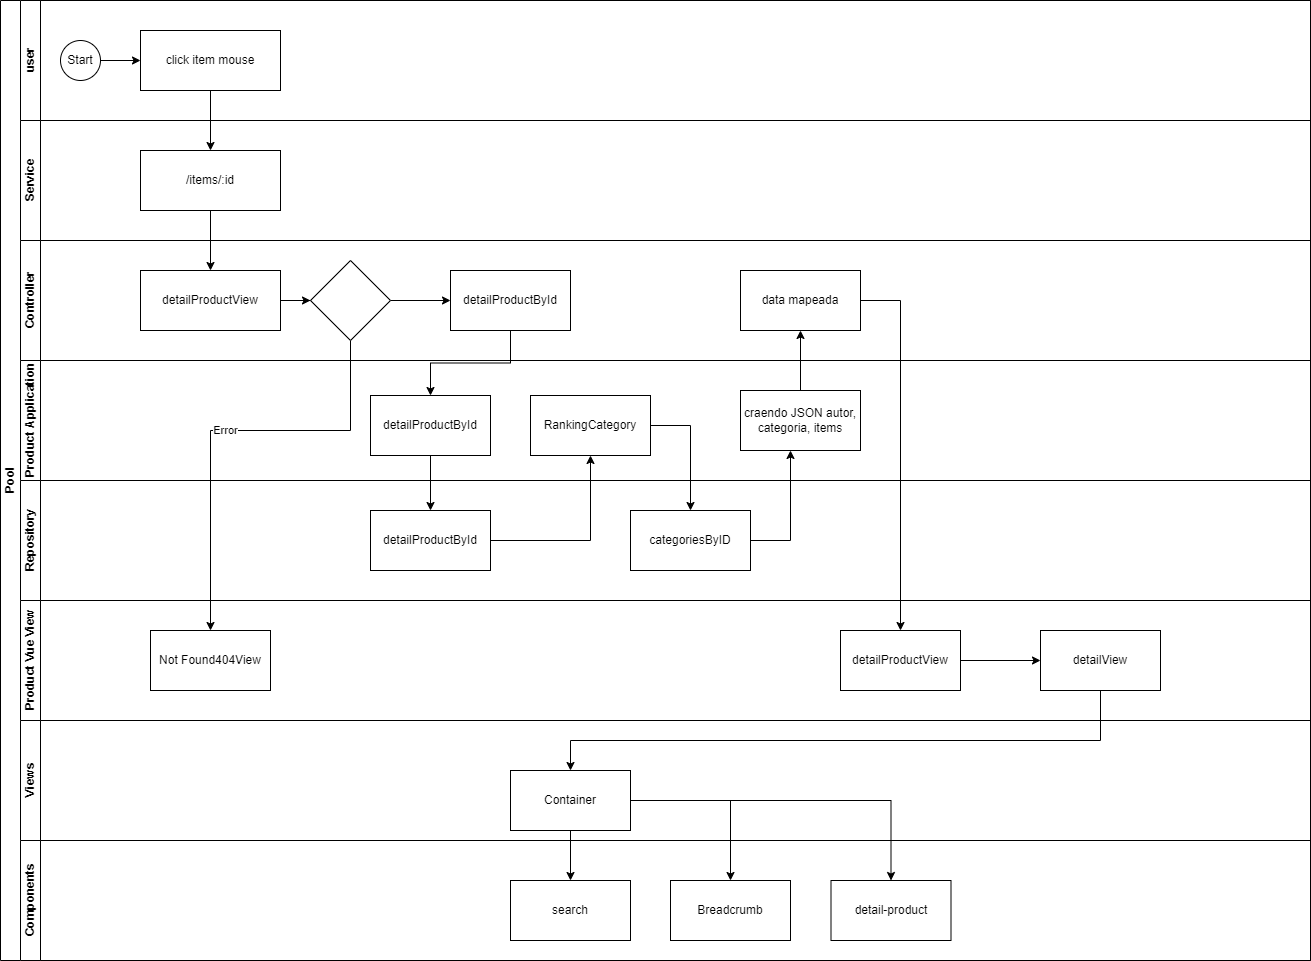 Pool
user
Start
click item mouse
Service
/items/:id
Controller
detailProductView
detailProductById
data mapeada
Product Application
Error
detailProductById
RankingCategory
craendo JSON autor,
categoria, items
Repository
detailProductById
categoriesByID
Product Vue View
Not Found404View
detailProductView
detailView
Views
Container
Components
search
Breadcrumb
detail-product